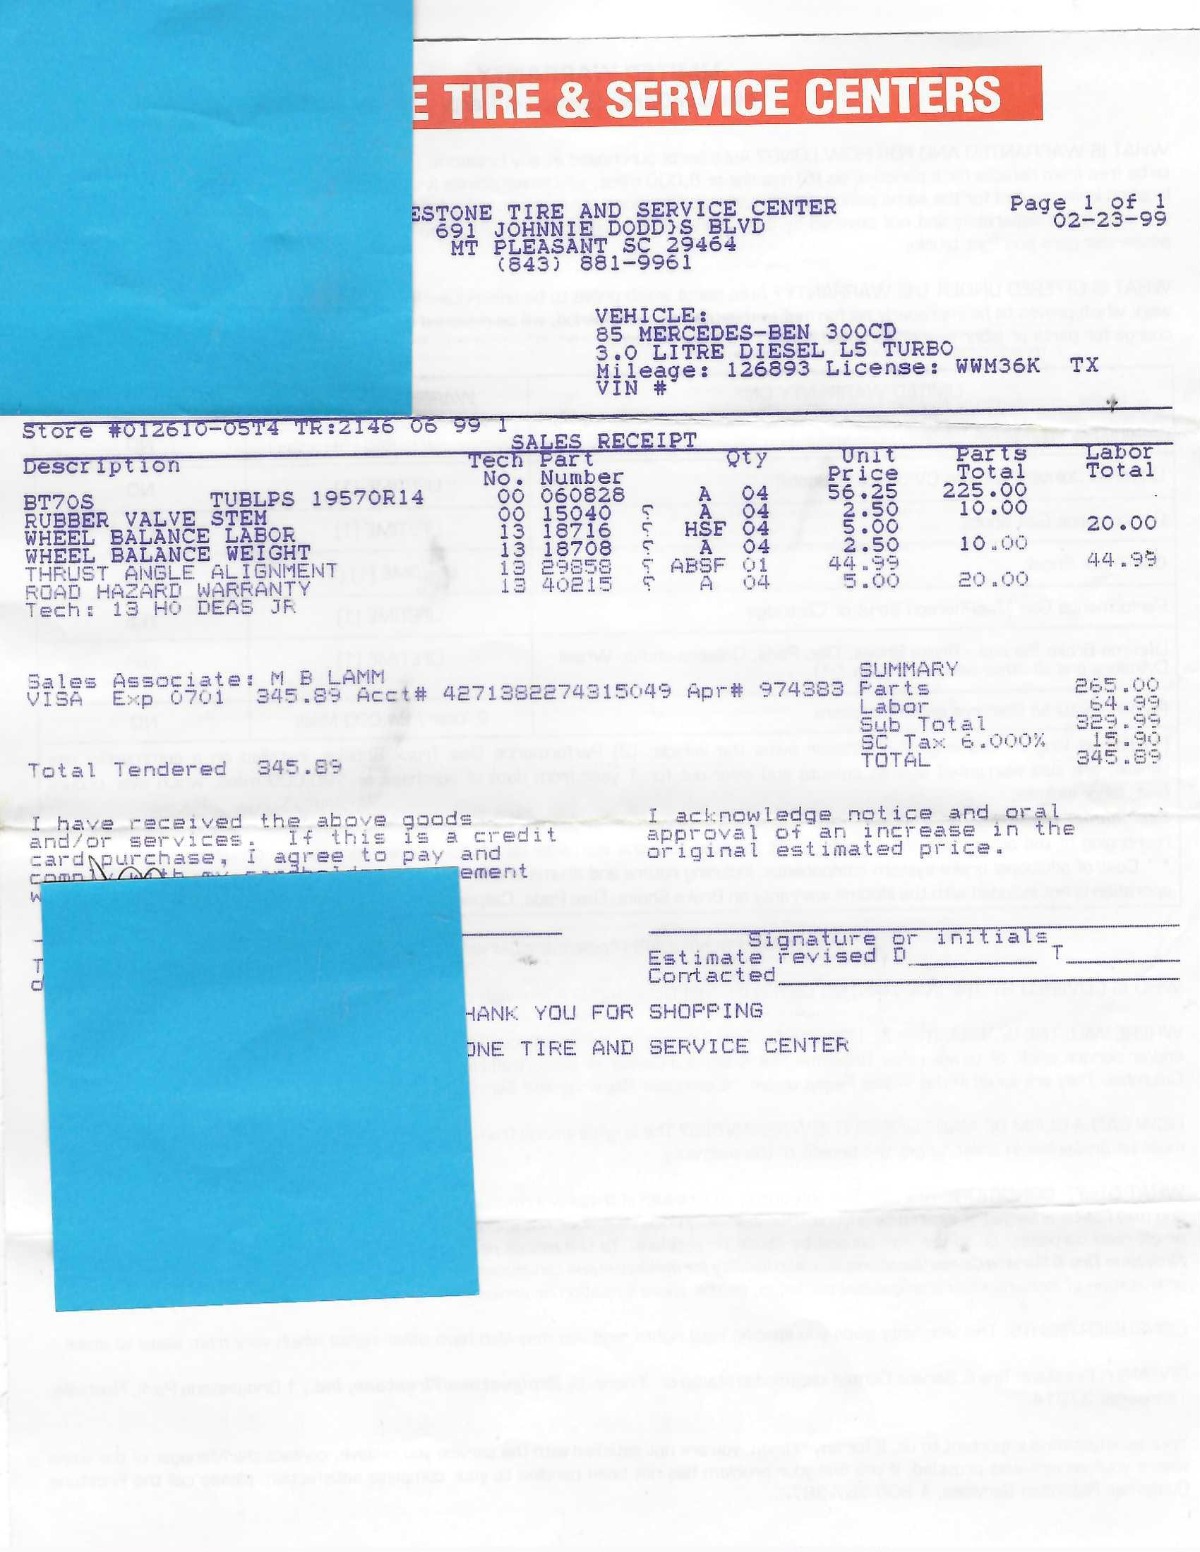 E TIRE & SERVICE CENTERS
ESTONE TIRE AND SERVICE CENTER
Page 1 of 1
691 JOHNNIE DODD)S BLVD
02-23-99
MT PLEASANT SC 29464
(843) 881-9961
VEHICLE:
85 MERCEDES-BEN 300CD
3.0 LITRE DIESEL L5 TURBO
Mileage: 126893 License: WWM36K TX
VIN #
Store #012610-05T4 TR:2146 06 99 1
SALES RECEIPT
Description Tech Part Qty Unit Parts Labor
No. Number Price Total Total
BT70S TUBLPS 19570R14 00 060828 A 04 56.25 225.00
RUBBER VALVE STEM 00 15040 A 04 2.50 10.00
WHEEL BALANCE LABOR 13 18716 HSF 04 5.00 20.00
WHEEL BALANCE WEIGHT 13 18708 A 04 2.50 10.00
THRUST ANGLE ALIGNMENT 13 29858 ABSF 01 44.99 44.99
ROAD HAZARD WARRANTY 13 40215 A 04 5.00 20.00
Tech: 13 HO DEAS JR
SUMMARY
Sales Associate: M B LAMM
VISA Exp 0701 345.89 Acct# 4271382274315049 Apr# 974383
Parts 265.00
Labor 64.99
Sub Total 329.99
SC Tax 6.000% 15.90
TOTAL 345.89
Total Tendered 345.89
I have received the above goods
and/or services. If this is a credit
card purchase, I agree to pay and
comply with my cardholder ement
I acknowledge notice and oral
approval of an increase in the
original estimated price.
Signature or initials
Estimate revised D T
Contacted
HANK YOU FOR SHOPPING
ONE TIRE AND SERVICE CENTER